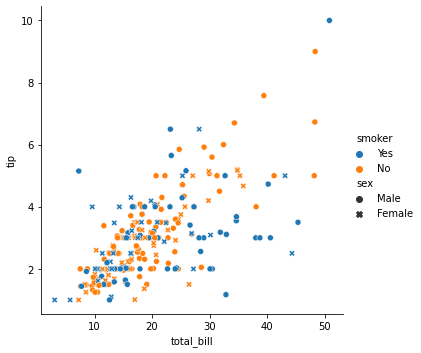 10
8
6
4
2
tip
10
20
30
40
50
total_bill
smoker
Yes
No
sex
Male
Female